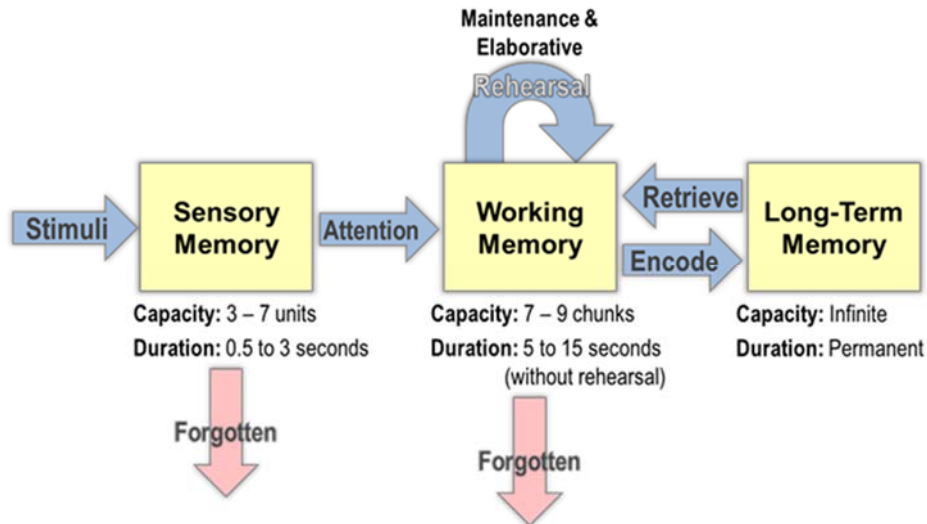 Maintenance &
Elaborative
Rehearsal
Stimuli
Sensory
Memory
Attention
Working
Memory
Retrieve
Encode
Long-Term
Memory
Capacity: 3 – 7 units
Duration: 0.5 to 3 seconds
Forgotten
Capacity: 7 – 9 chunks
Duration: 5 to 15 seconds
(without rehearsal)
Forgotten
Capacity: Infinite
Duration: Permanent